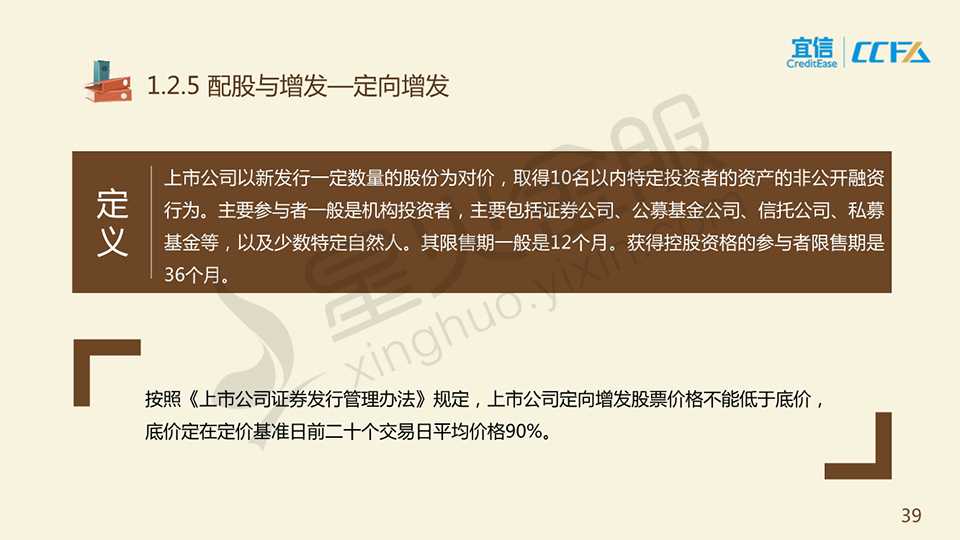 宜信
CreditEase
CCFA
1.2.5 配股与增发—定向增发
定义
上市公司以新发行一定数量的股份为对价，取得10名以内特定投资者的资产的非公开融资
行为。主要参与者一般是机构投资者，主要包括证券公司、公募基金公司、信托公司、私募
基金等，以及少数特定自然人。其限售期一般是12个月。获得控股资格的参与者限售期是
36个月。
星火金服
xinghuo.yixin.com
按照《上市公司证券发行管理办法》规定，上市公司定向增发股票价格不能低于底价，
底价定在定价基准日前二十个交易日平均价格90%。
39